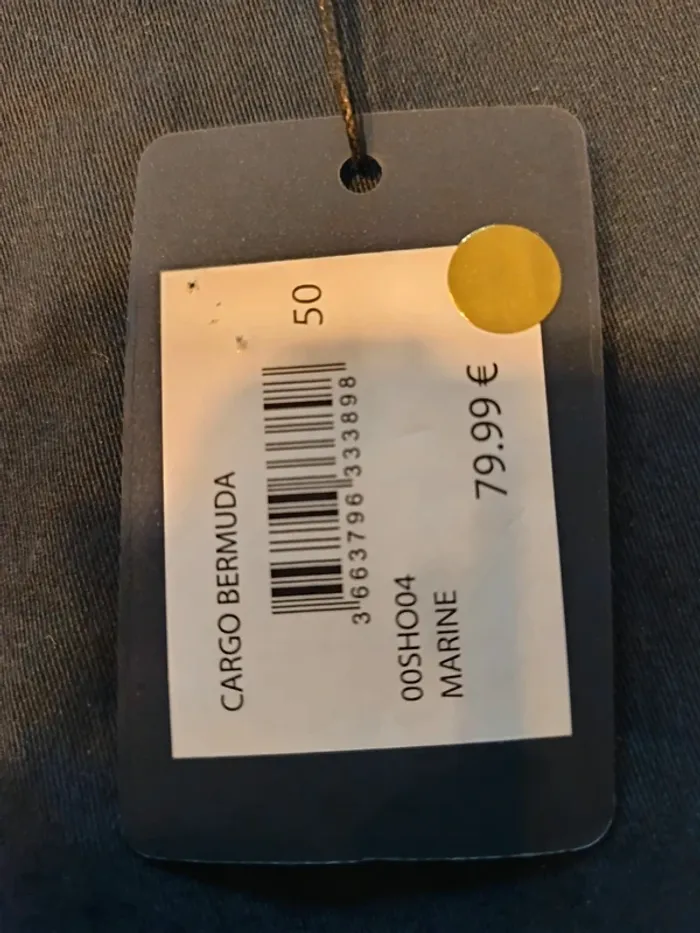 CARGO BERMUDA
50
3 663796 333898
00SHO04
MARINE
79.99 €